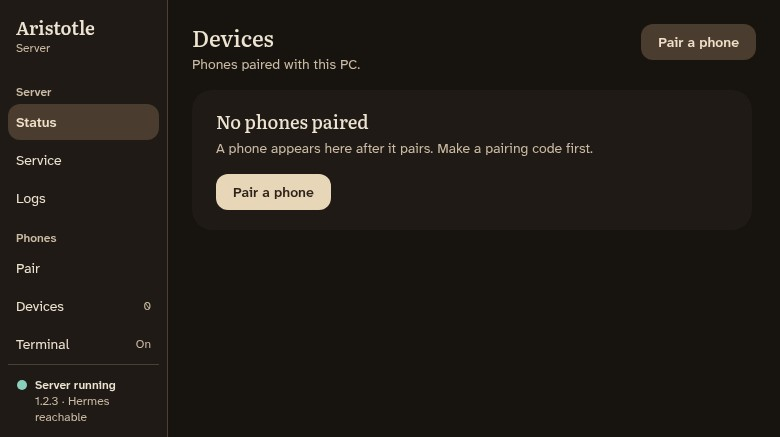 Aristotle
Server
Server
Status
Service
Logs
Phones
Pair
Devices 0
Terminal On
Server running
1.2.3 · Hermes
reachable
Devices
Phones paired with this PC.
Pair a phone
No phones paired
A phone appears here after it pairs. Make a pairing code first.
Pair a phone